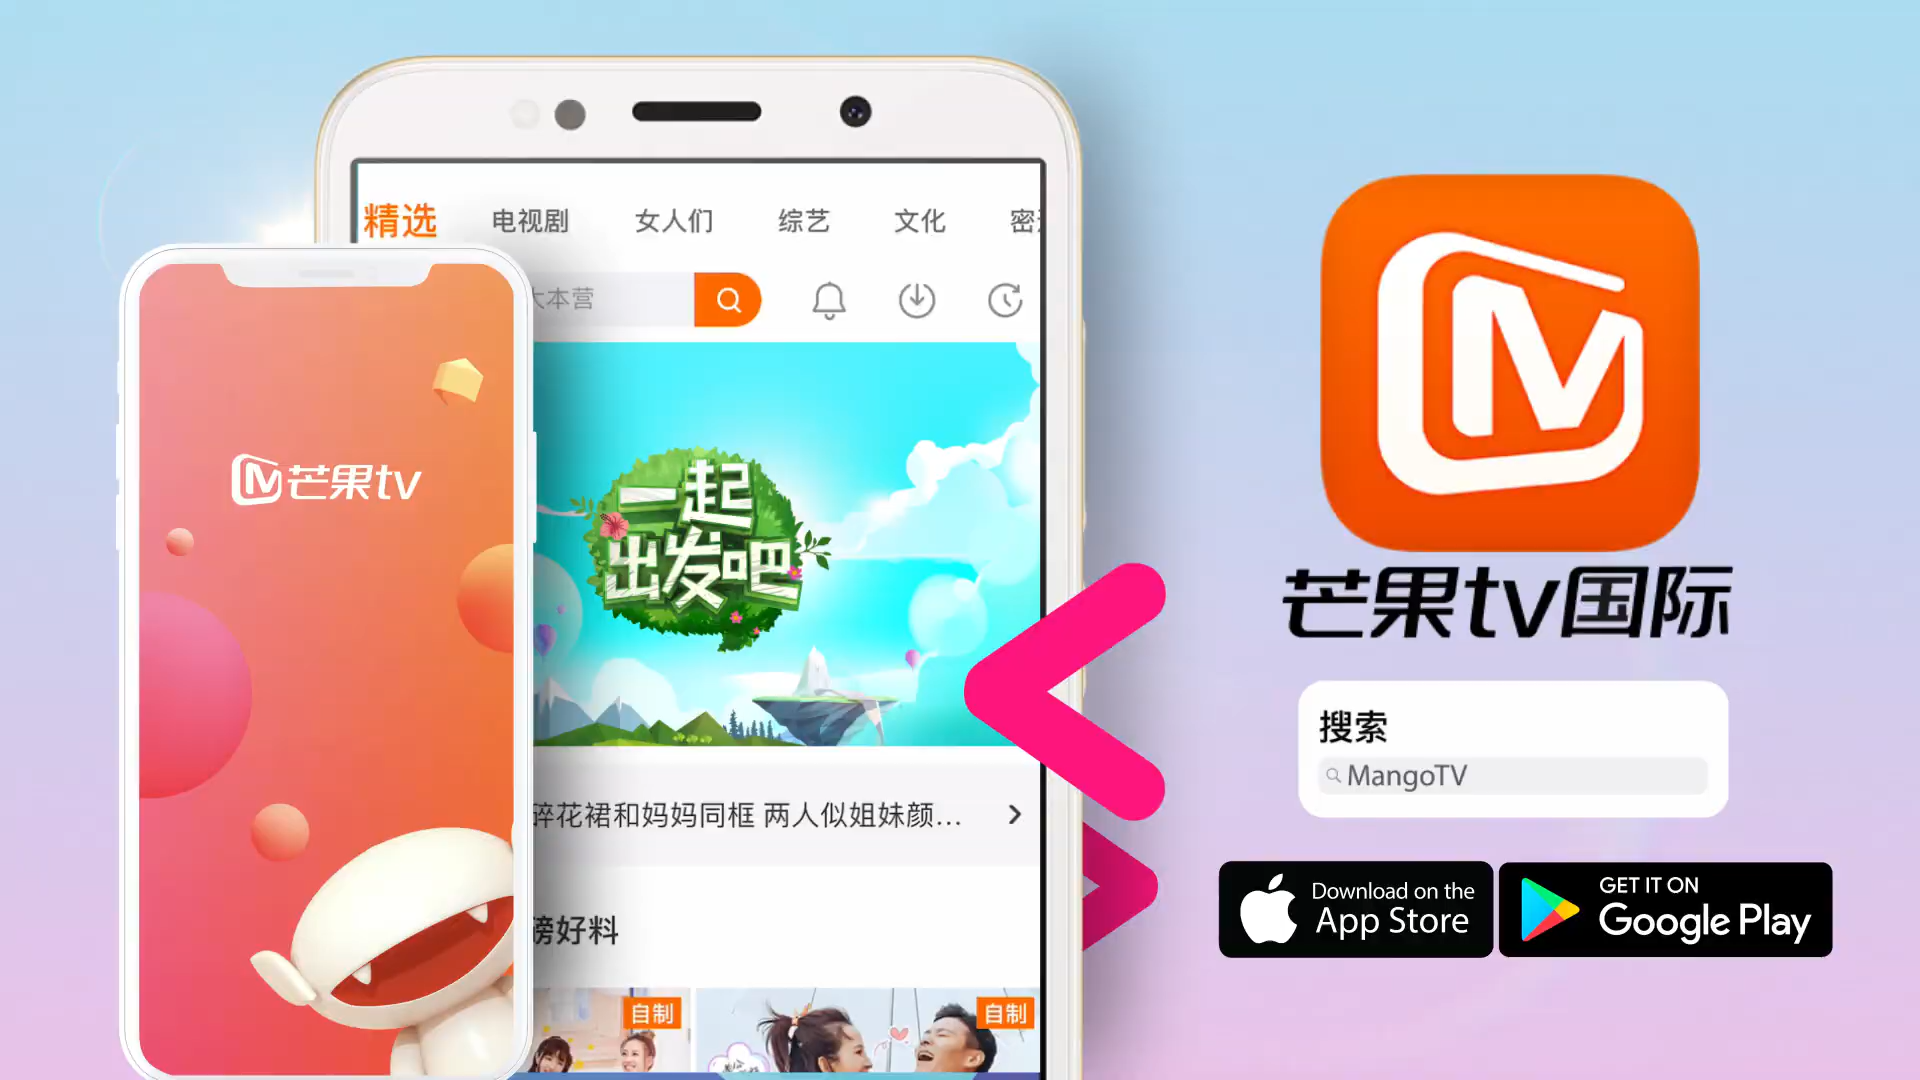 精选 电视剧 女人们 综艺 文化
大本营
芒果tv
一起
出发吧
碎花裙和妈妈同框 两人似姐妹颜...
磅好料
自制 自制
芒果tv国际
搜索
MangoTV
Download on the
App Store
GET IT ON
Google Play